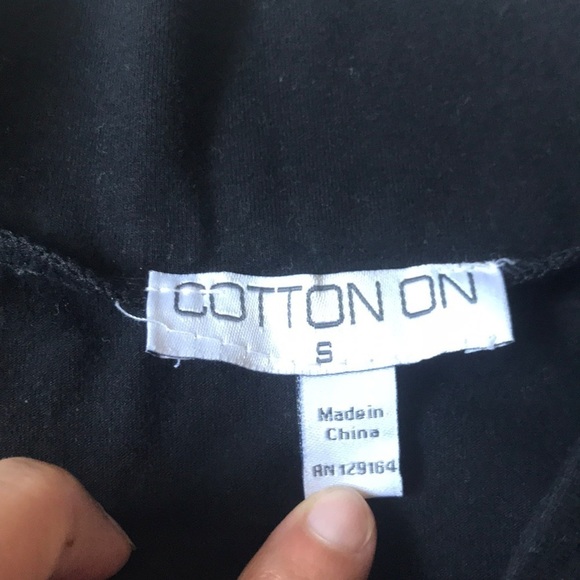 COTTON ON
S
Made in
China
RN 129164